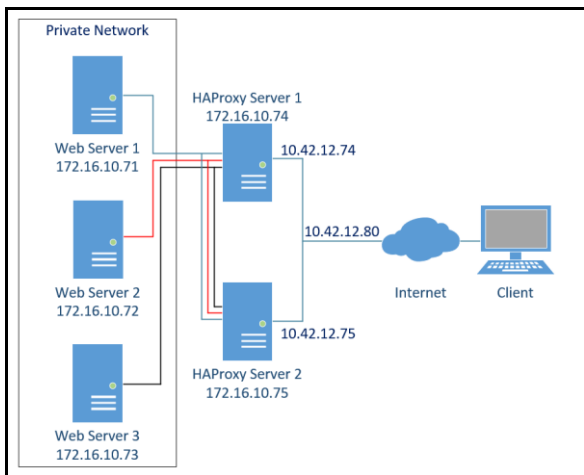 Private Network
Web Server 1
172.16.10.71
Web Server 2
172.16.10.72
Web Server 3
172.16.10.73
HAProxy Server 1
172.16.10.74
10.42.12.74
10.42.12.80
10.42.12.75
HAProxy Server 2
172.16.10.75
Internet
Client